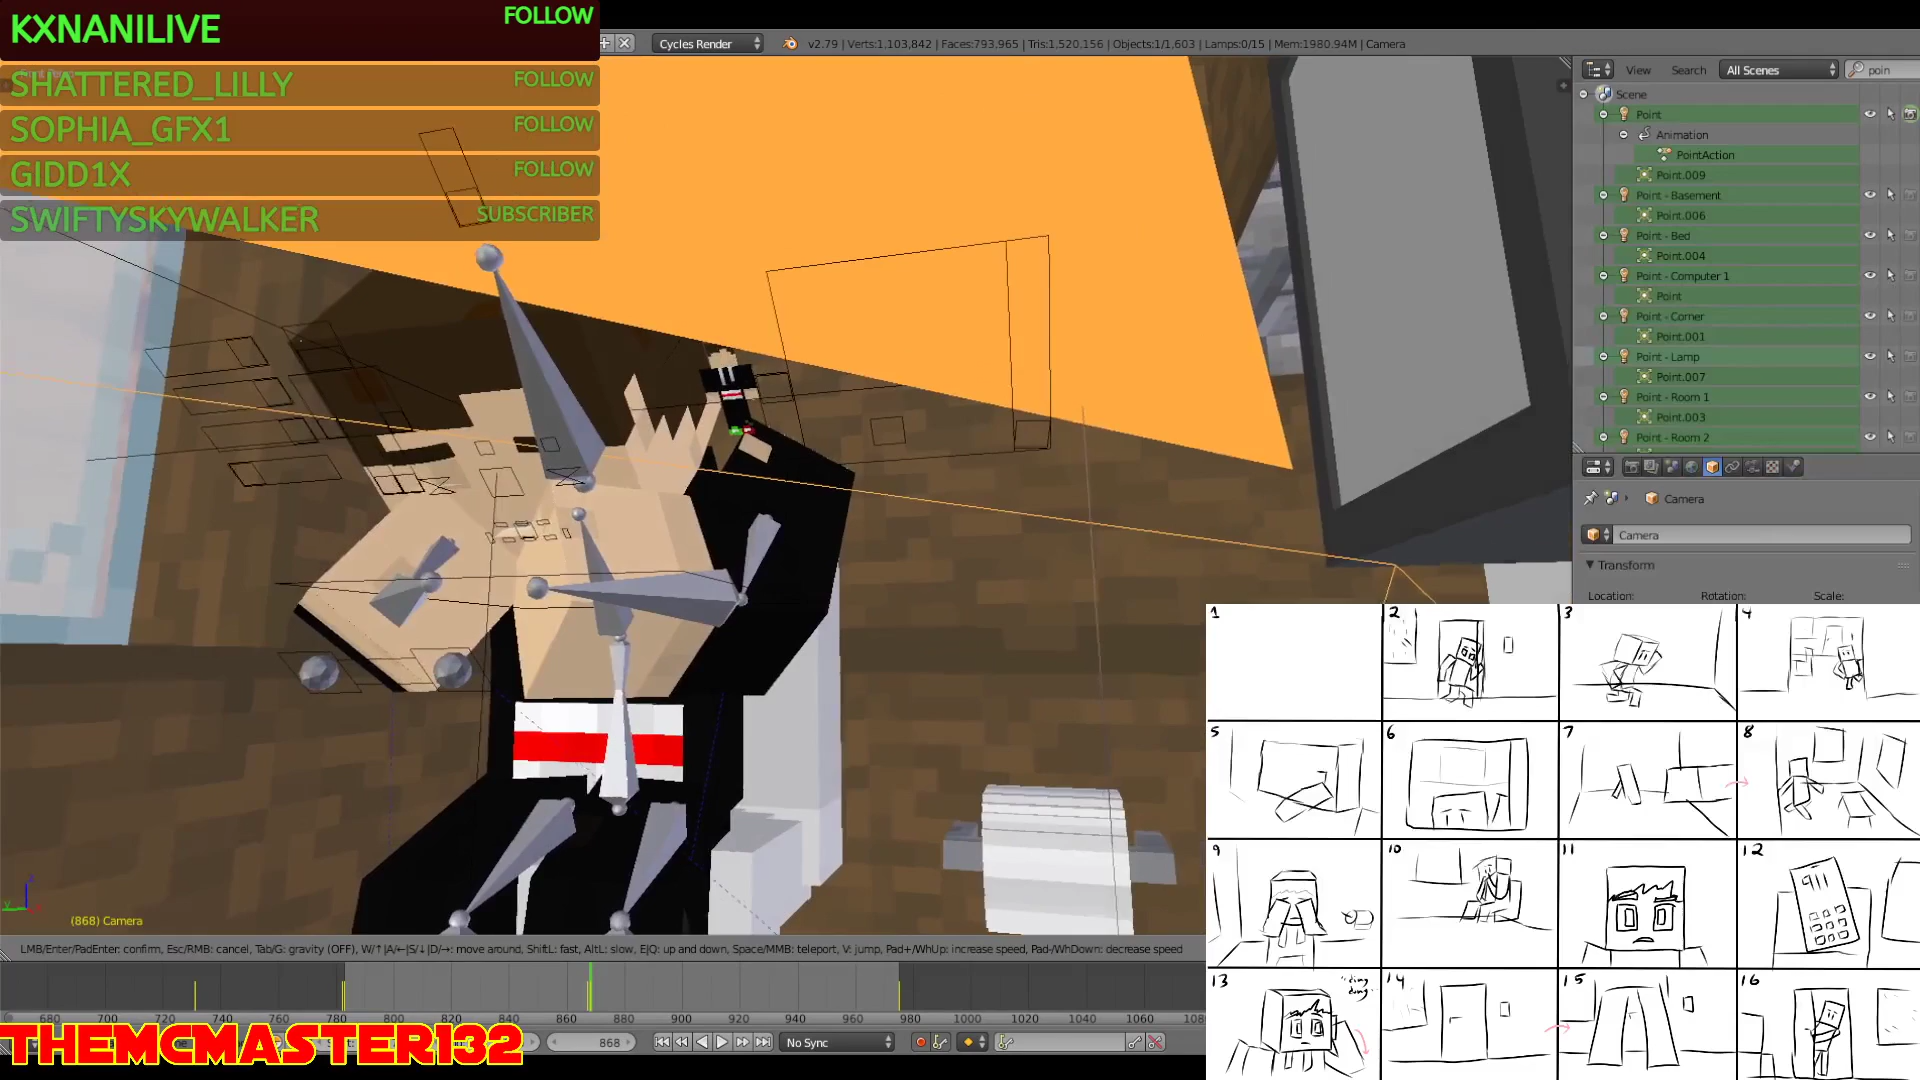 KXNANILIVE FOLLOW
SHATTERED_LILLY FOLLOW
SOPHIA_GFX1 FOLLOW
GIDD1X FOLLOW
SWIFTYSKYWALKER SUBSCRIBER
Cycles Render
v2.79 | Verts:1,103,842 | Faces:793,965 | Tris:1,520,156 | Objects:1/1,603 | Lamps:0/15 | Mem:1980.94M | Camera
View Search All Scenes poin
Scene
Point
Animation
PointAction
Point.009
Point - Basement
Point.006
Point - Bed
Point.004
Point - Computer 1
Point
Point - Corner
Point.001
Point - Lamp
Point.007
Point - Room 1
Point.003
Point - Room 2
Camera
Camera
Transform
Location: Rotation: Scale:
(868) Camera
LMB/Enter/PadEnter: confirm, Esc/RMB: cancel, Tab/G: gravity (OFF), W/↑|A/←|S/↓|D/→: move around, ShiftL: fast, AltL: slow, E|Q: up and down, Space/MMB: teleport, V: jump, Pad+/WhUp: increase speed, Pad-/WhDown: decrease speed
680 700 720 740 760 780 800 820 840 860 880 900 920 940 960 980 1000 1020 1040 1060
868
No Sync
THEMCMASTER132
1 2 3 4
5 6 7 8
9 10 11 12
911
13 14 15 16
"ding dong"